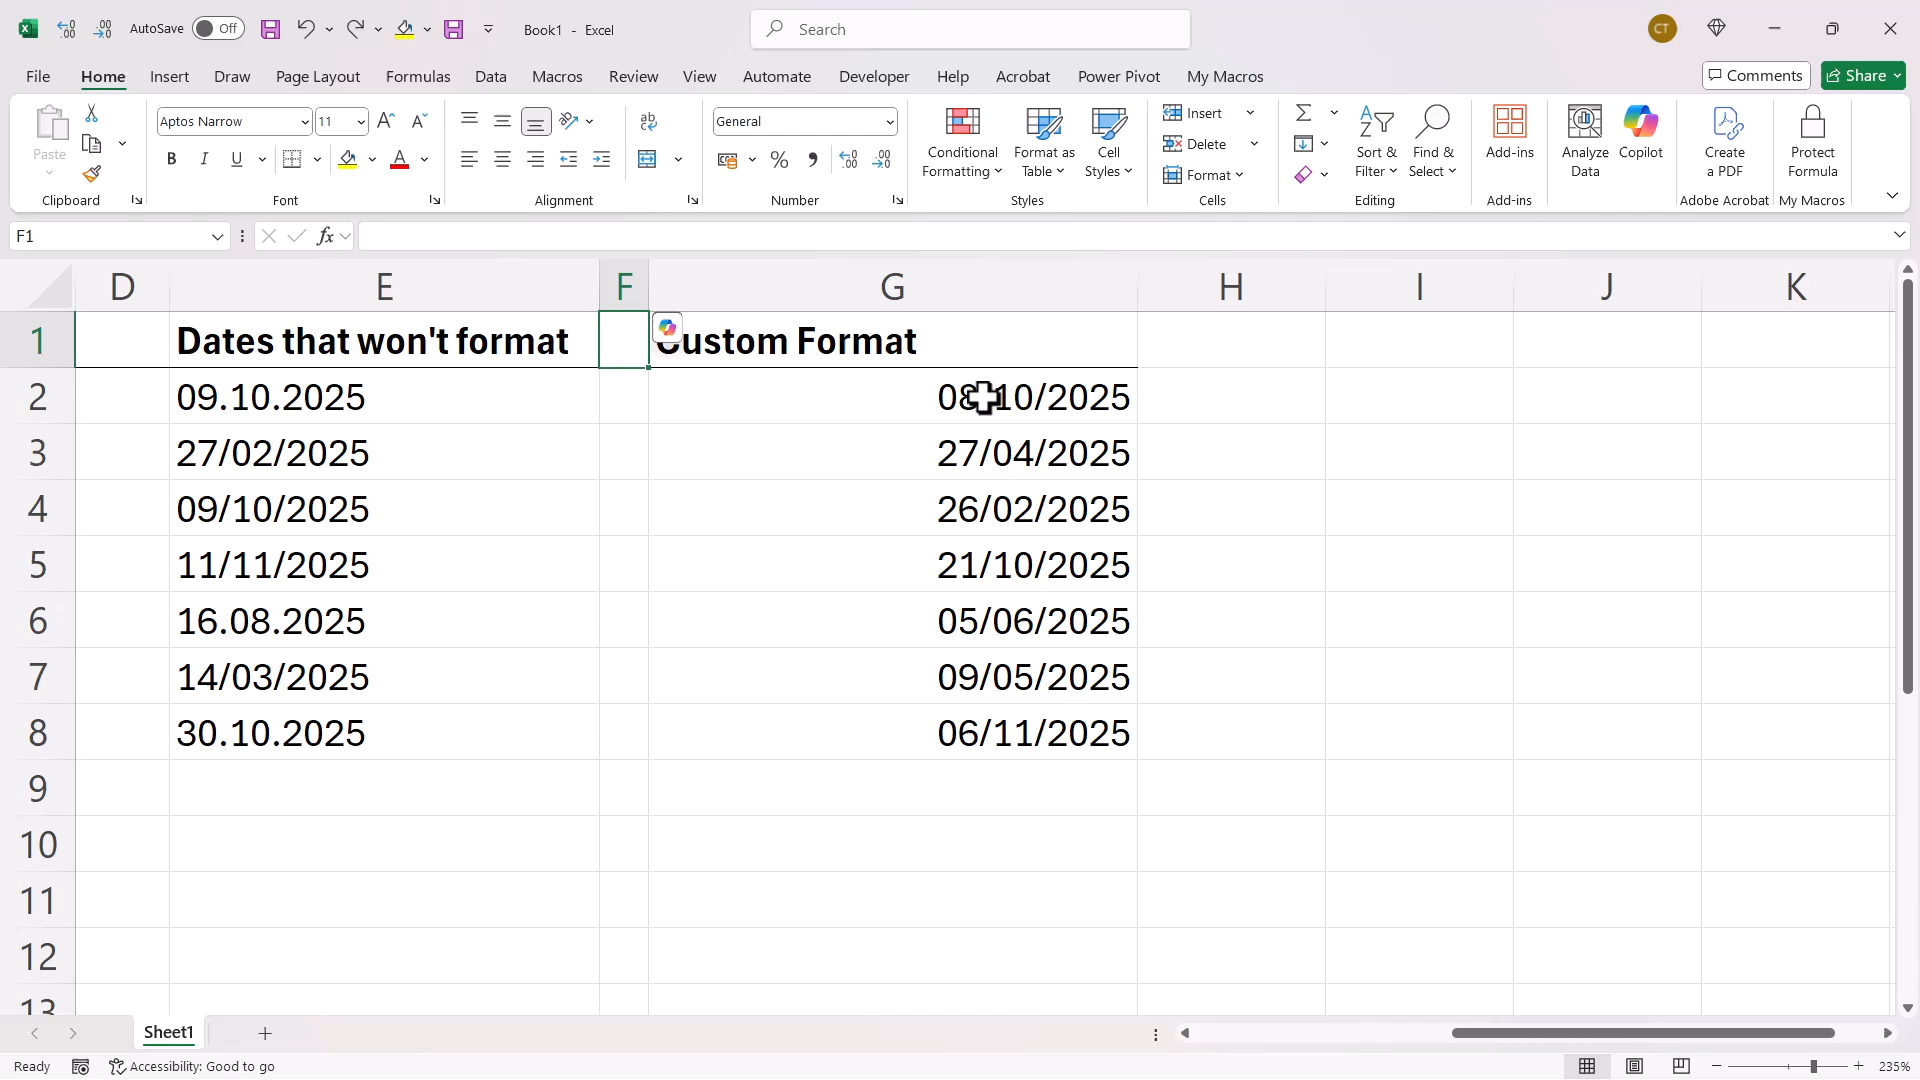 AutoSave Off Book1 - Excel Search CT
File Home Insert Draw Page Layout Formulas Data Macros Review View Automate Developer Help Acrobat Power Pivot My Macros Comments Share
Paste
Clipboard
Aptos Narrow 11
B I U A
Font
Alignment
General
Number
Conditional Formatting
Format as Table
Cell Styles
Styles
Insert
Delete
Format
Cells
Sort & Filter
Find & Select
Editing
Add-ins
Add-ins
Analyze Data
Copilot
Create a PDF
Adobe Acrobat
Protect Formula
My Macros
F1 fx
D E F G H I J K
1 Dates that won't format Custom Format
2 09.10.2025 08/10/2025
3 27/02/2025 27/04/2025
4 09/10/2025 26/02/2025
5 11/11/2025 21/10/2025
6 16.08.2025 05/06/2025
7 14/03/2025 09/05/2025
8 30.10.2025 06/11/2025
9
10
11
12
13
Sheet1
Ready Accessibility: Good to go 235%